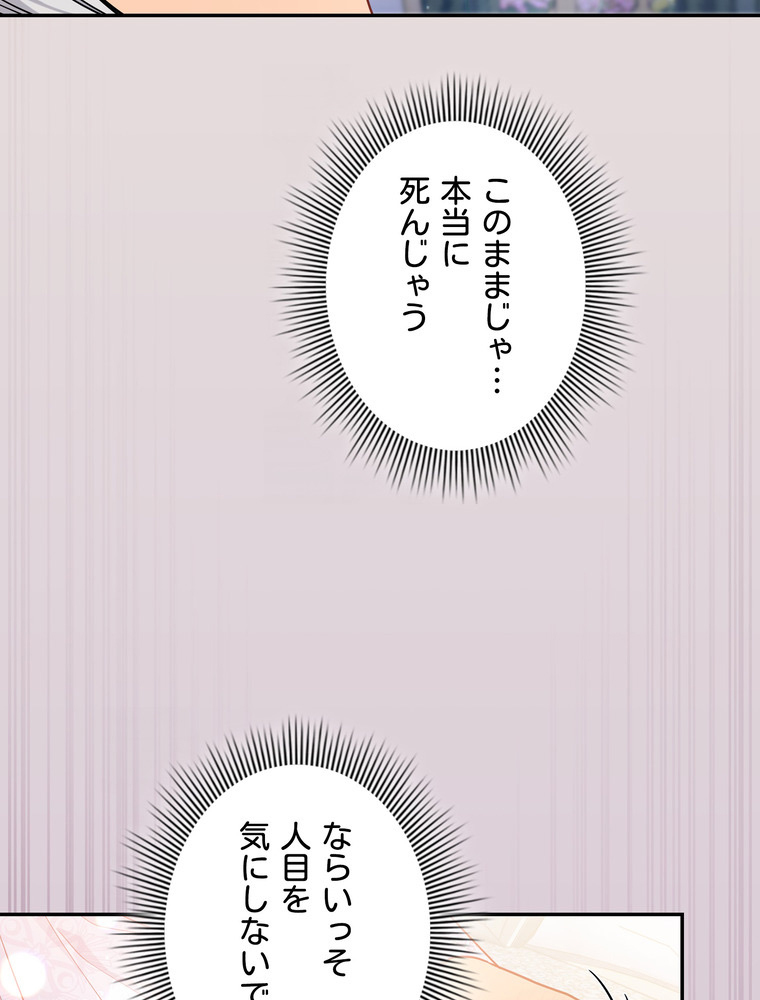 このままじゃ…
本当に
死んじゃう
ならいっそ
人目を
気にしないで